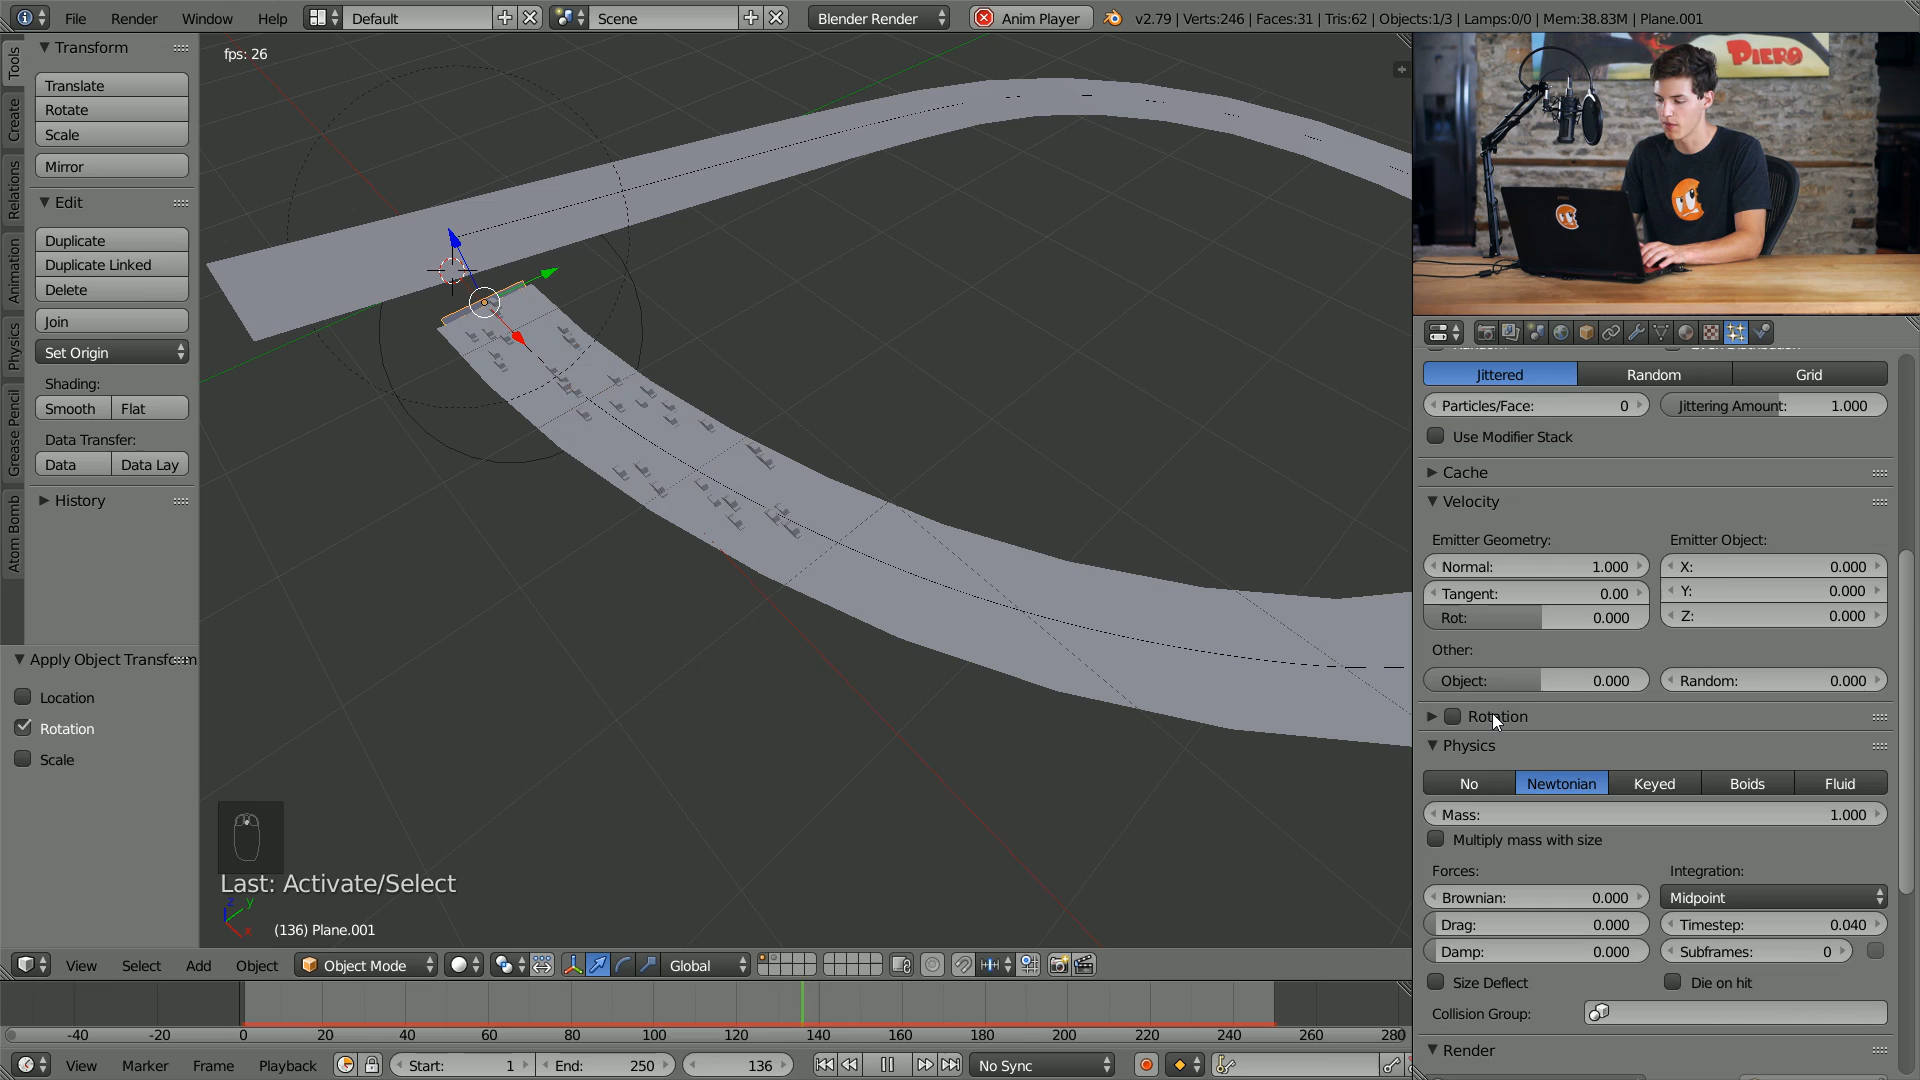 File Render Window Help Default Scene Blender Render Anim Player v2.79 | Verts:246 | Faces:31 | Tris:62 | Objects:1/3 | Lamps:0/0 | Mem:38.83M | Plane.001
Tools
Create
Relations
Animation
Physics
Grease Pencil
Atom Bomb
Transform
Translate
Rotate
Scale
Mirror
Edit
Duplicate
Duplicate Linked
Delete
Join
Set Origin
Shading:
Smooth Flat
Data Transfer:
Data Data Lay
History
Apply Object Transform
Location
Rotation
Scale
fps: 26
Last: Activate/Select
z y x
(136) Plane.001
PIERO
Jittered Random Grid
Particles/Face: 0 Jittering Amount: 1.000
Use Modifier Stack
Cache
Velocity
Emitter Geometry: Emitter Object:
Normal: 1.000 X: 0.000
Tangent: 0.00 Y: 0.000
Rot: 0.000 Z: 0.000
Other:
Object: 0.000 Random: 0.000
Rotation
Physics
No Newtonian Keyed Boids Fluid
Mass: 1.000
Multiply mass with size
Forces: Integration:
Brownian: 0.000 Midpoint
Drag: 0.000 Timestep: 0.040
Damp: 0.000 Subframes: 0
Size Deflect Die on hit
Collision Group:
Render
View Select Add Object Object Mode Global
-40 -20 0 20 40 60 80 100 120 140 160 180 200 220 240 260 280
View Marker Frame Playback Start: 1 End: 250 136 No Sync